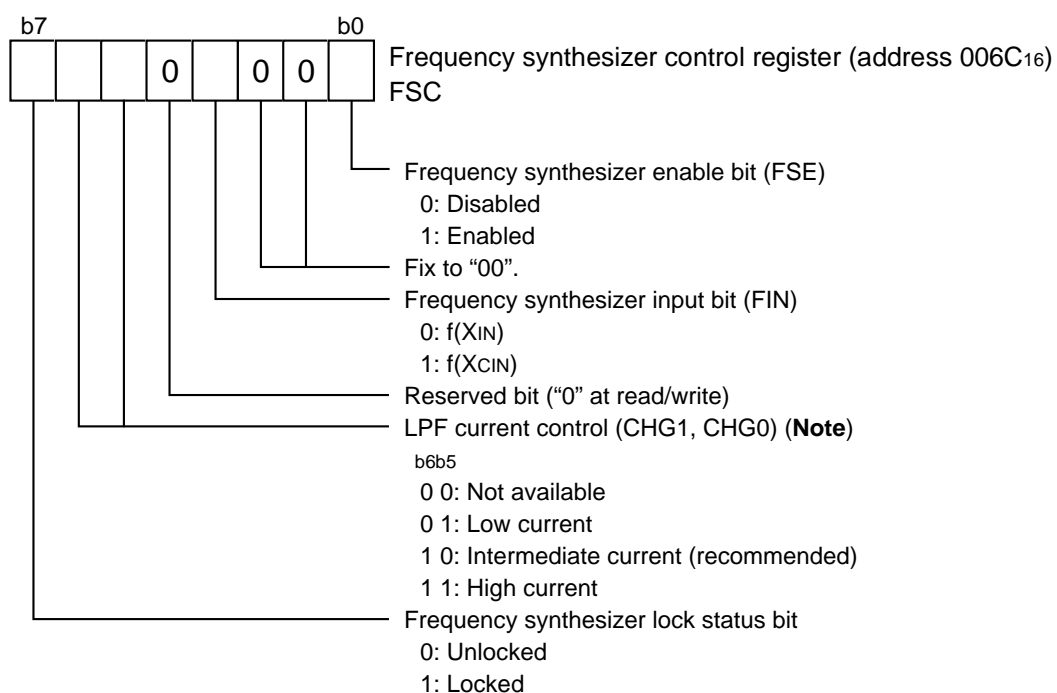 b7 b0
0 0 0
Frequency synthesizer control register (address 006C16)
FSC
Frequency synthesizer enable bit (FSE)
0: Disabled
1: Enabled
Fix to “00”.
Frequency synthesizer input bit (FIN)
0: f(XIN)
1: f(XCIN)
Reserved bit (“0” at read/write)
LPF current control (CHG1, CHG0) (Note)
b6b5
0 0: Not available
0 1: Low current
1 0: Intermediate current (recommended)
1 1: High current
Frequency synthesizer lock status bit
0: Unlocked
1: Locked